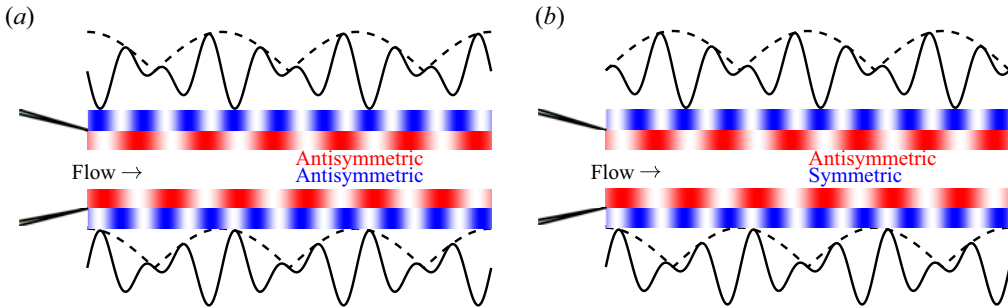 (a)
Antisymmetric
Flow → Antisymmetric
(b)
Antisymmetric
Flow → Symmetric